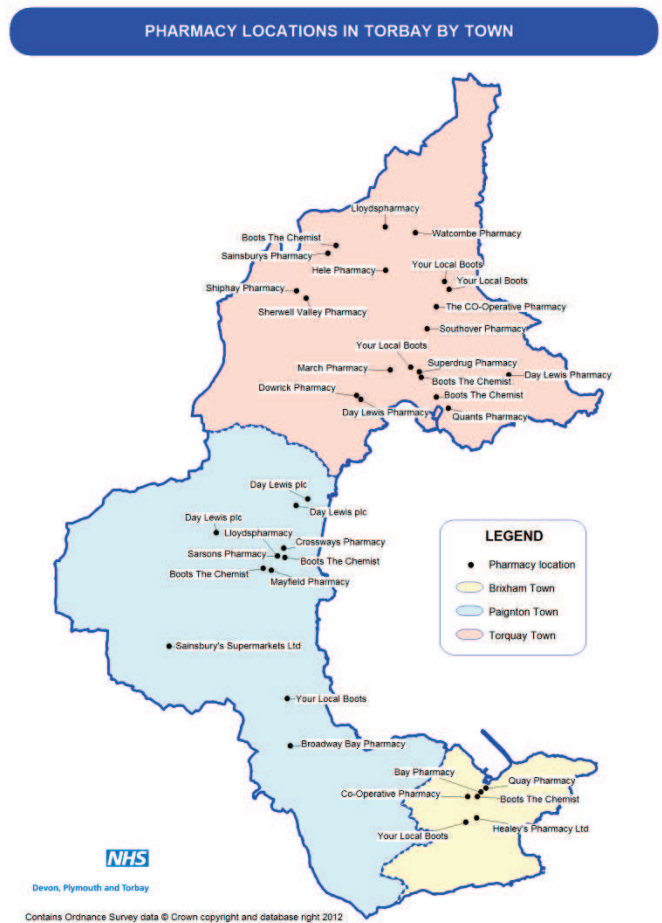 PHARMACY LOCATIONS IN TORBAY BY TOWN
Lloydspharmacy
Watcombe Pharmacy
Boots The Chemist
Sainsburys Pharmacy
Hele Pharmacy
Your Local Boots
Your Local Boots
Shiphay Pharmacy
Sherwell Valley Pharmacy
The CO-Operative Pharmacy
Southover Pharmacy
Your Local Boots
Superdrug Pharmacy
March Pharmacy
Day Lewis Pharmacy
Boots The Chemist
Dowrick Pharmacy
Boots The Chemist
Day Lewis Pharmacy
Quants Pharmacy
Day Lewis plc
Day Lewis plc
Day Lewis plc
Lloydspharmacy
Crossways Pharmacy
Sarsons Pharmacy
Boots The Chemist
Boots The Chemist
Mayfield Pharmacy
LEGEND
Pharmacy location
Brixham Town
Paignton Town
Torquay Town
Sainsbury's Supermarkets Ltd
Your Local Boots
Broadway Bay Pharmacy
Bay Pharmacy
Quay Pharmacy
Co-Operative Pharmacy
Boots The Chemist
Healey's Pharmacy Ltd
Your Local Boots
NHS
Devon, Plymouth and Torbay
Contains Ordnance Survey data © Crown copyright and database right 2012